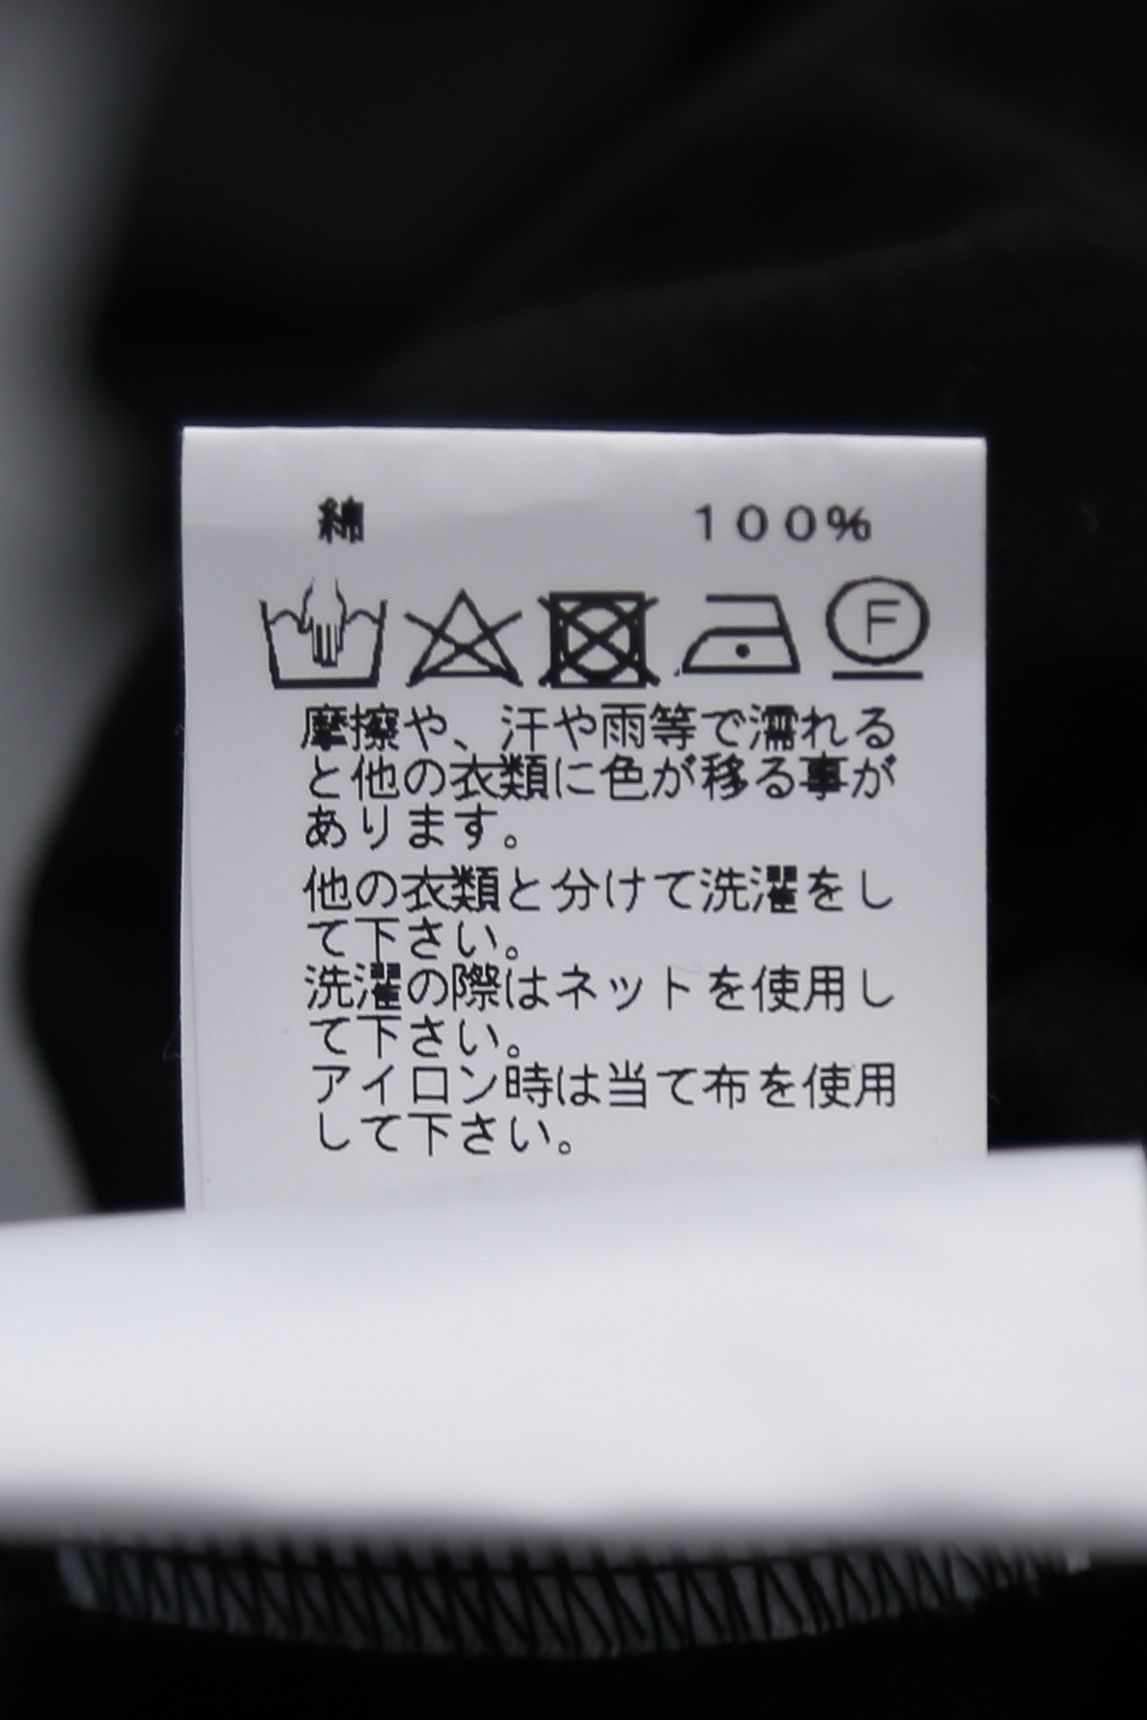 綿 100%
F
摩擦や、汗や雨等で濡れる
と他の衣類に色が移る事が
あります。
他の衣類と分けて洗濯をし
て下さい。
洗濯の際はネットを使用し
て下さい。
アイロン時は当て布を使用
して下さい。